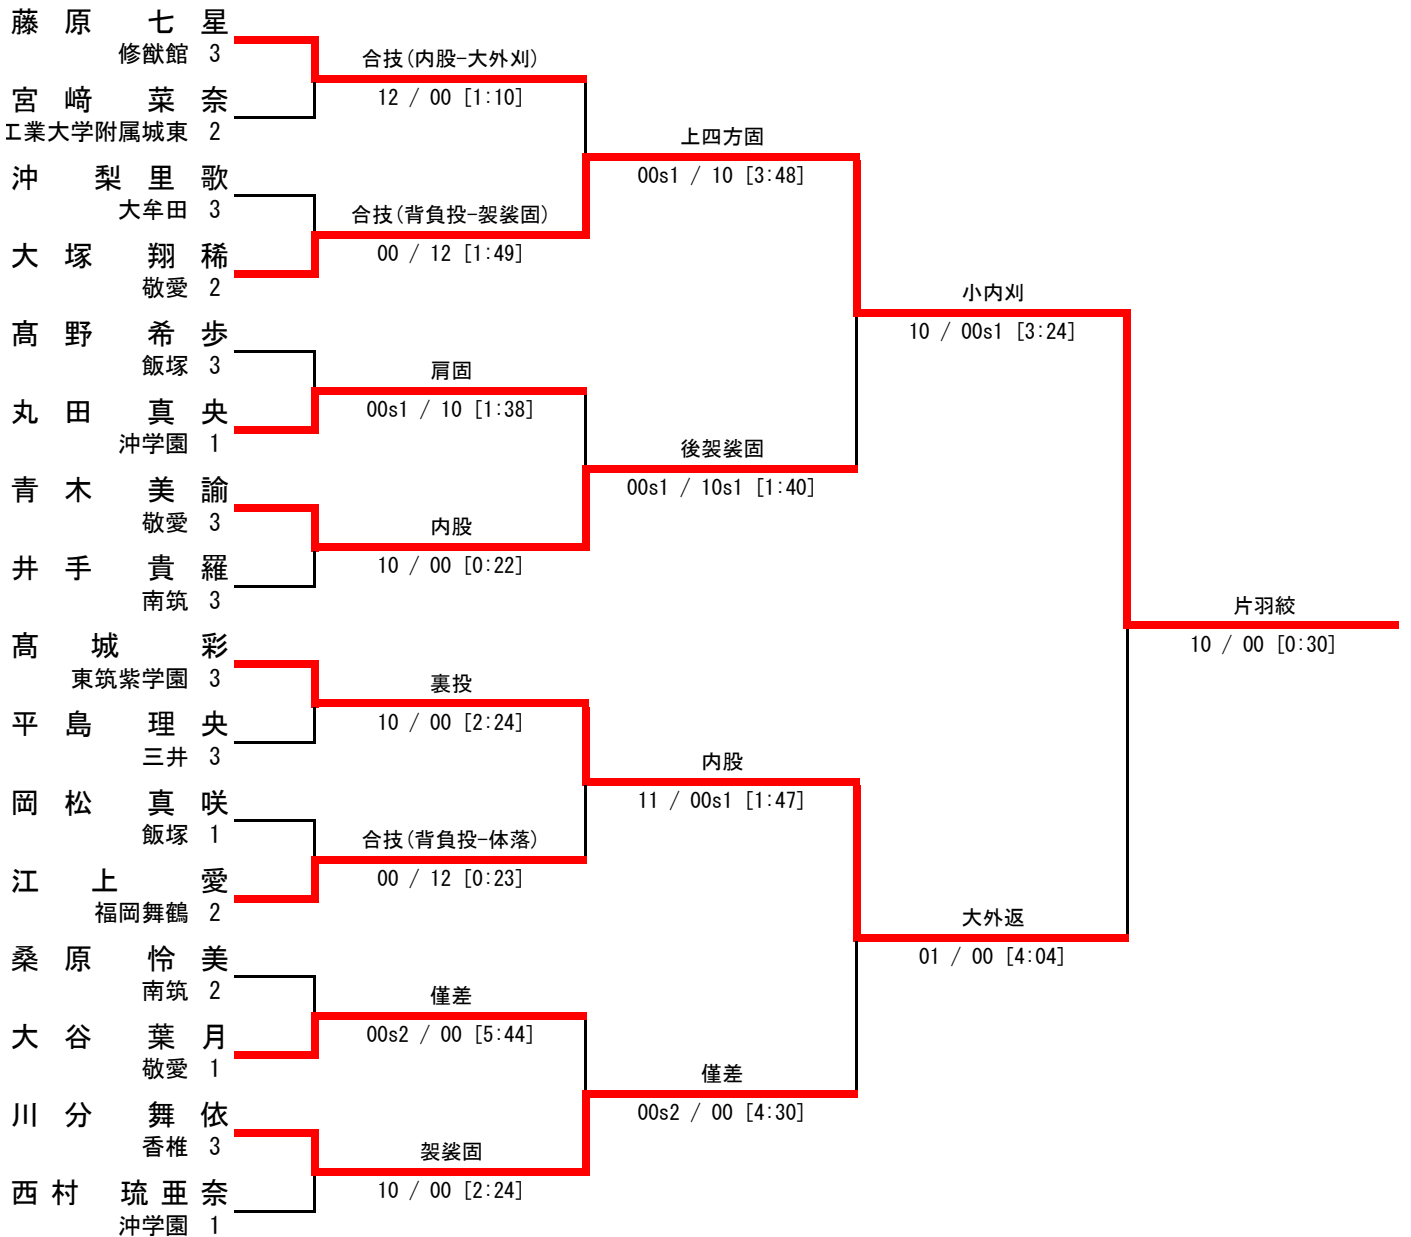 藤原 七星
修猷館 3
宮﨑 菜奈
工業大学附属城東 2
沖 梨里歌
大牟田 3
大塚 翔稀
敬愛 2
髙野 希歩
飯塚 3
丸田 真央
沖学園 1
青木 美諭
敬愛 3
井手 貴羅
南筑 3
髙城 彩
東筑紫学園 3
平島 理央
三井 3
岡松 真咲
飯塚 1
江上 愛
福岡舞鶴 2
桑原 怜美
南筑 2
大谷 葉月
敬愛 1
川分 舞依
香椎 3
西村 琉亜奈
沖学園 1
合技(内股-大外刈)
12 / 00 [1:10]
合技(背負投-袈裟固)
00 / 12 [1:49]
肩固
00s1 / 10 [1:38]
内股
10 / 00 [0:22]
裏投
10 / 00 [2:24]
合技(背負投-体落)
00 / 12 [0:23]
僅差
00s2 / 00 [5:44]
袈裟固
10 / 00 [2:24]
上四方固
00s1 / 10 [3:48]
後袈裟固
00s1 / 10s1 [1:40]
内股
11 / 00s1 [1:47]
僅差
00s2 / 00 [4:30]
小内刈
10 / 00s1 [3:24]
大外返
01 / 00 [4:04]
片羽絞
10 / 00 [0:30]